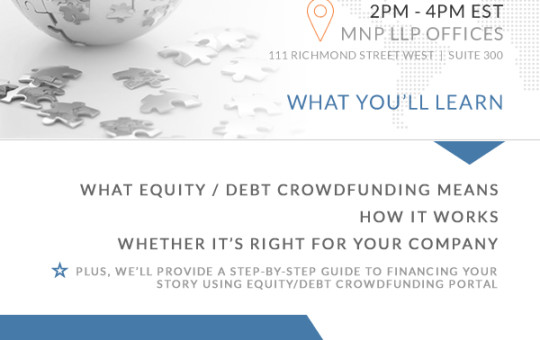 2PM - 4PM EST
MNP LLP OFFICES
111 RICHMOND STREET WEST | SUITE 300
WHAT YOU'LL LEARN
WHAT EQUITY / DEBT CROWDFUNDING MEANS
HOW IT WORKS
WHETHER IT'S RIGHT FOR YOUR COMPANY
PLUS, WE'LL PROVIDE A STEP-BY-STEP GUIDE TO FINANCING YOUR
STORY USING EQUITY/DEBT CROWDFUNDING PORTAL